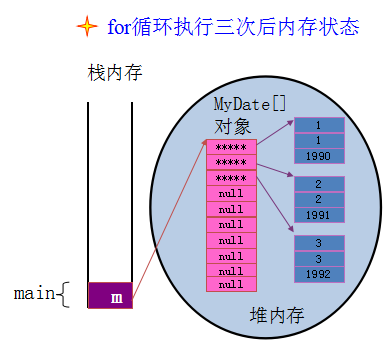 for循环执行三次后内存状态
栈内存
MyDate[]
对象
*****
*****
*****
null
null
null
null
null
null
null
1
1
1990
2
2
1991
3
3
1992
main
m
堆内存